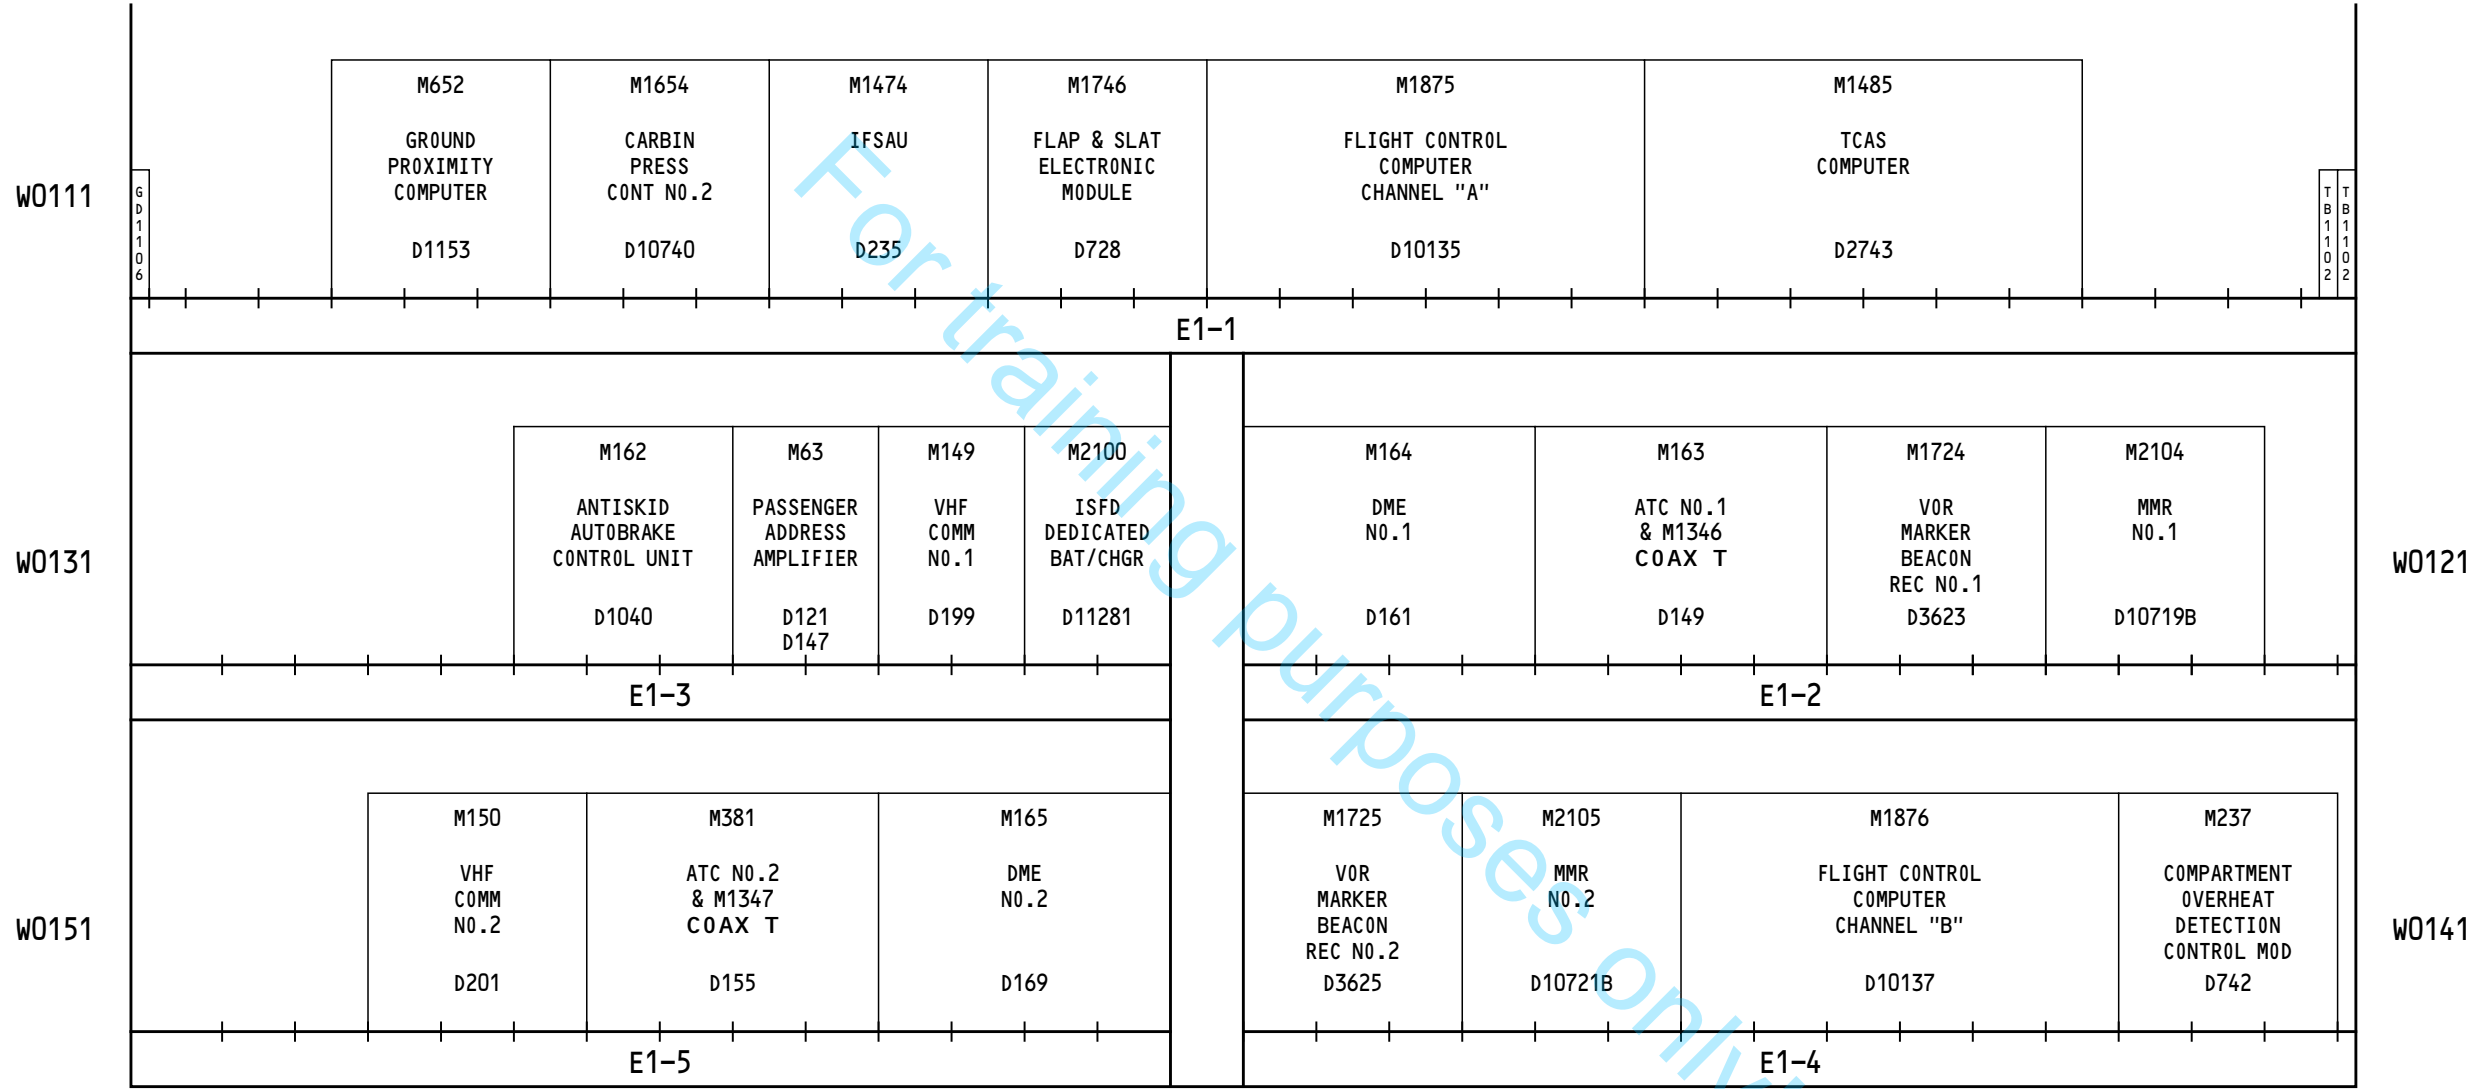 M652
GROUND
PROXIMITY
COMPUTER
D1153
M1654
CARBIN
PRESS
CONT NO.2
D10740
M1474
IFSAU
D235
M1746
FLAP & SLAT
ELECTRONIC
MODULE
D728
M1875
FLIGHT CONTROL
COMPUTER
CHANNEL "A"
D10135
M1485
TCAS
COMPUTER
D2743
W0111
GD1106
TB1102
TB1102
E1-1
M162
ANTISKID
AUTOBRAKE
CONTROL UNIT
D1040
M63
PASSENGER
ADDRESS
AMPLIFIER
D121
D147
M149
VHF
COMM
NO.1
D199
M2100
ISFD
DEDICATED
BAT/CHGR
D11281
M164
DME
NO.1
D161
M163
ATC NO.1
& M1346
COAX T
D149
M1724
VOR
MARKER
BEACON
REC NO.1
D3623
M2104
MMR
NO.1
D10719B
W0131
W0121
E1-3
E1-2
M150
VHF
COMM
NO.2
D201
M381
ATC NO.2
& M1347
COAX T
D155
M165
DME
NO.2
D169
M1725
VOR
MARKER
BEACON
REC NO.2
D3625
M2105
MMR
NO.2
D10721B
M1876
FLIGHT CONTROL
COMPUTER
CHANNEL "B"
D10137
M237
COMPARTMENT
OVERHEAT
DETECTION
CONTROL MOD
D742
W0151
W0141
E1-5
E1-4
For training purposes only